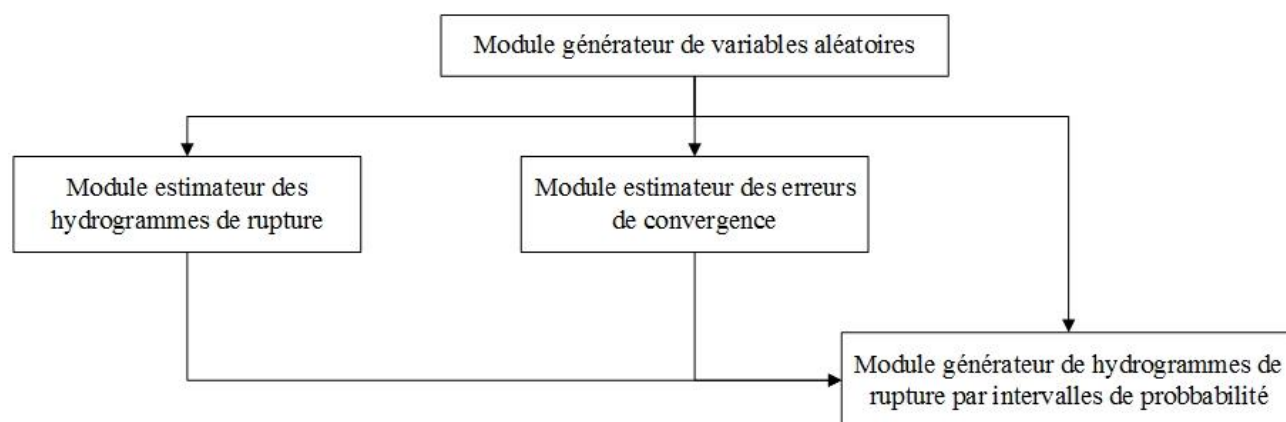 Module générateur de variables aléatoires
Module estimateur des
hydrogrammes de rupture
Module estimateur des erreurs
de convergence
Module générateur de hydrogrammes de
rupture par intervalles de probbabilité